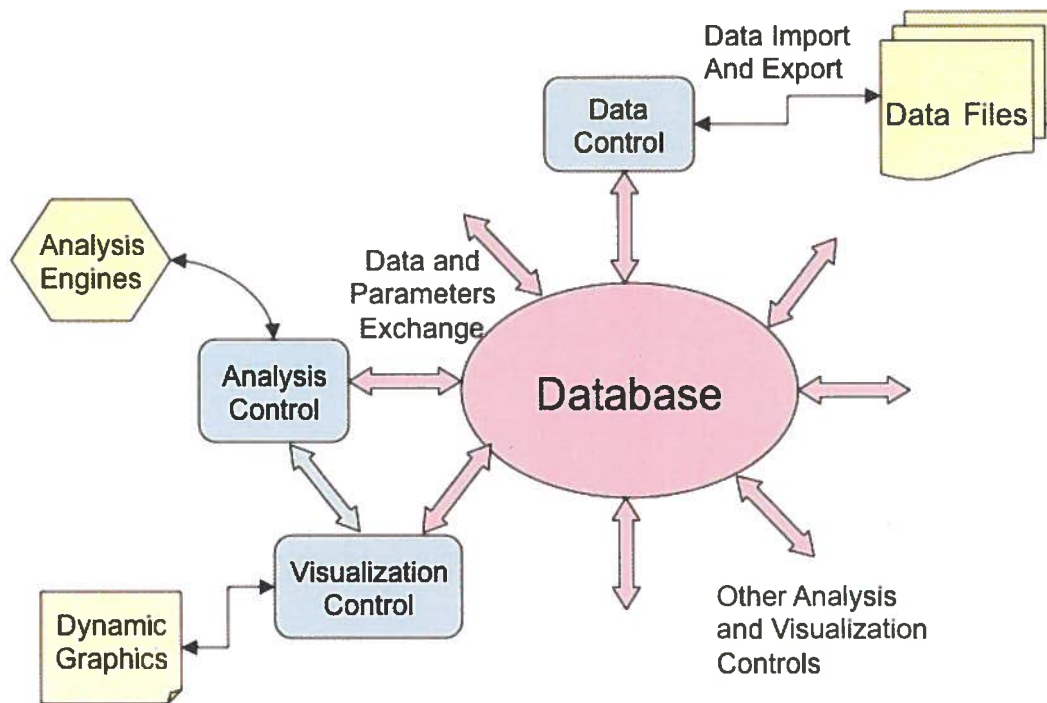 Data Import
And Export
Data Files
Data
Control
Analysis
Engines
Data and
Parameters
Exchange
Analysis
Control
Database
Visualization
Control
Dynamic
Graphics
Other Analysis
and Visualization
Controls